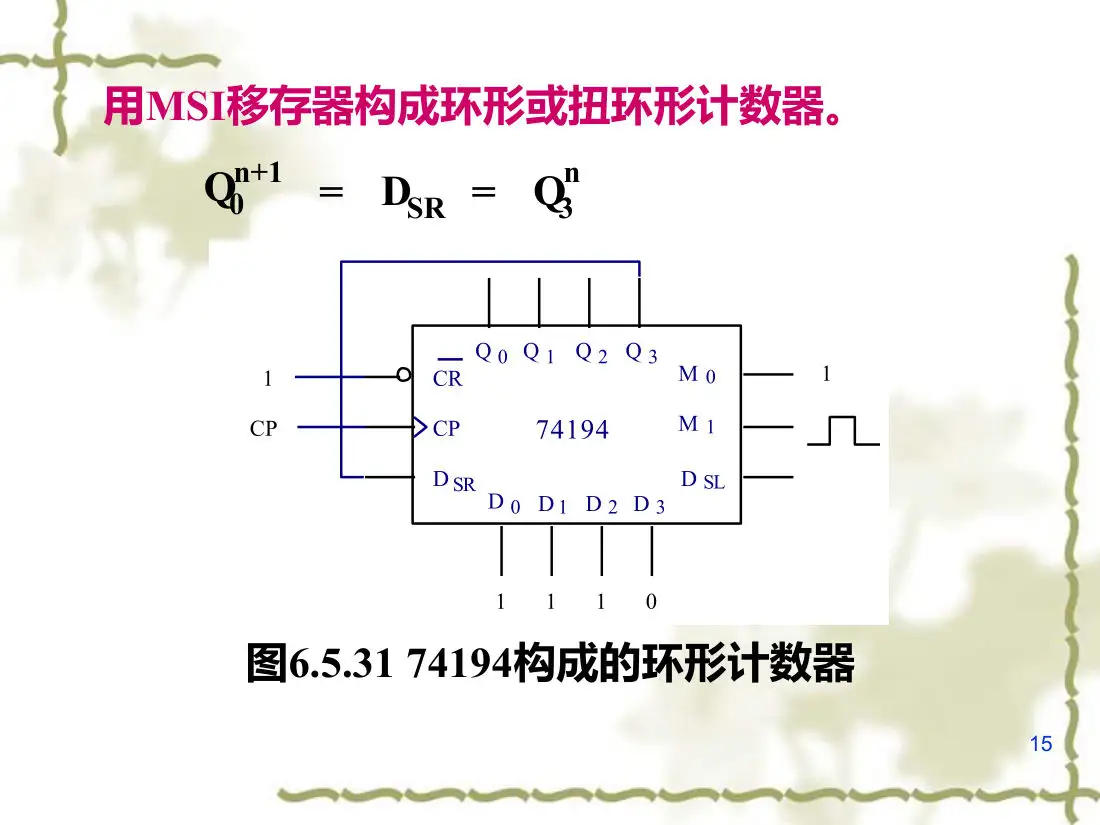 用MSI移存器构成环形或扭环形计数器。
Q0^n+1 = DSR = Q3^n
Q0 Q1 Q2 Q3
1 CR M0 1
CP CP 74194 M1
DSR DSL
D0 D1 D2 D3
1 1 1 0
图6.5.31 74194构成的环形计数器
15